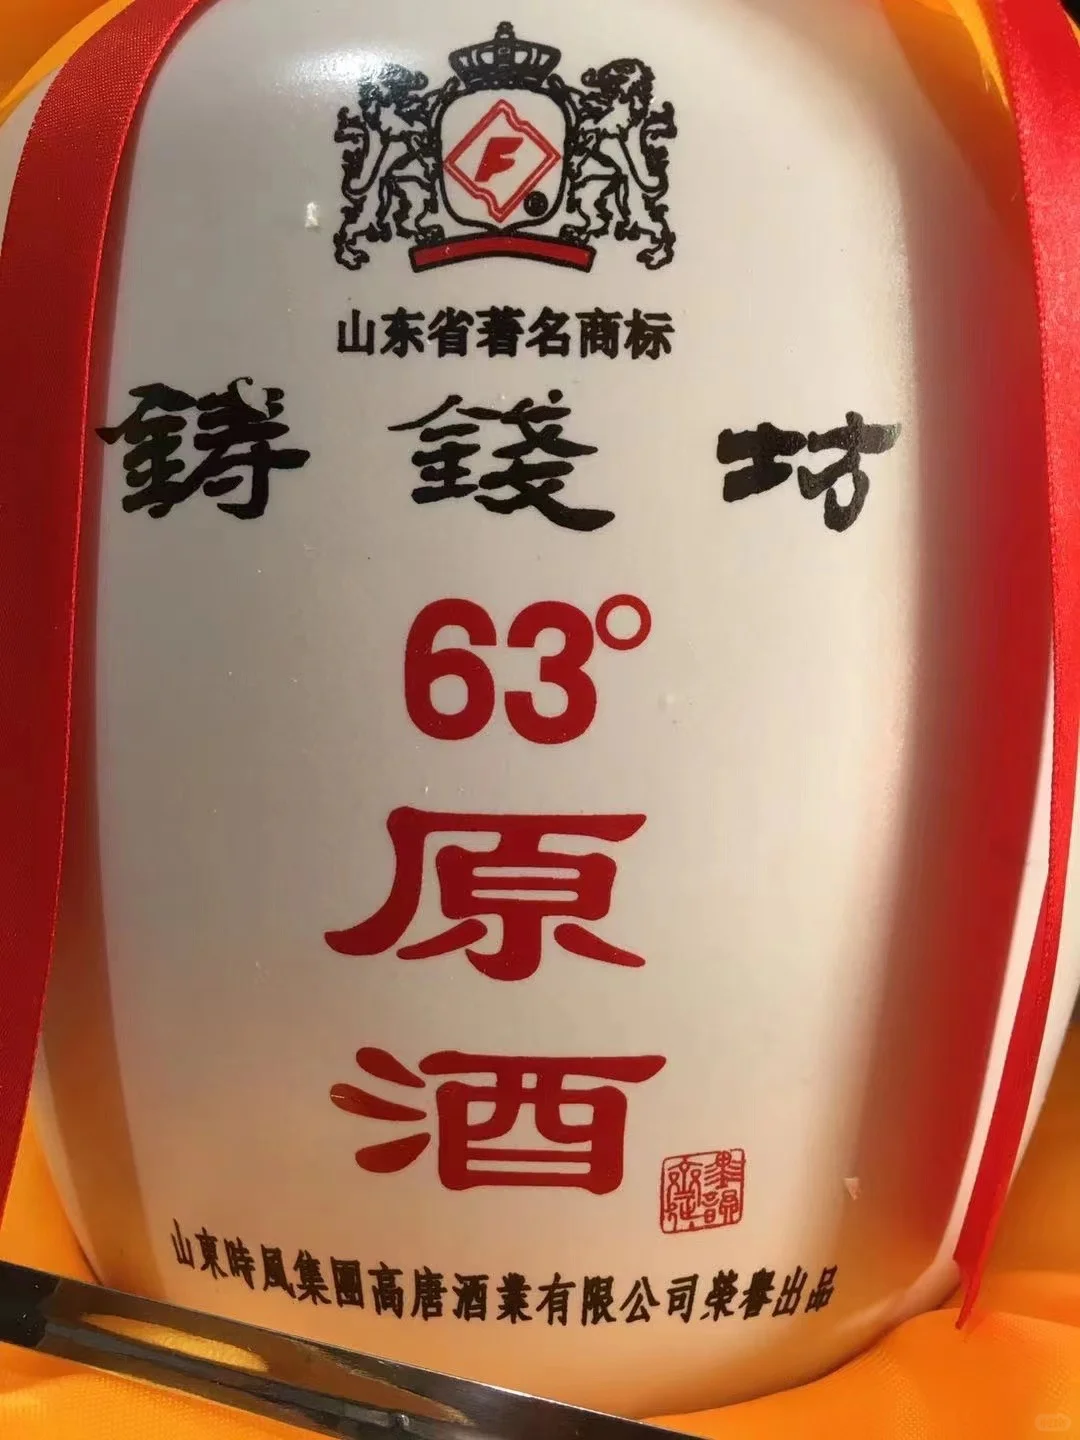 F
®
山东省著名商标
鑄錢坊
63°
原
酒
山東時風集團高唐酒業有限公司榮譽出品